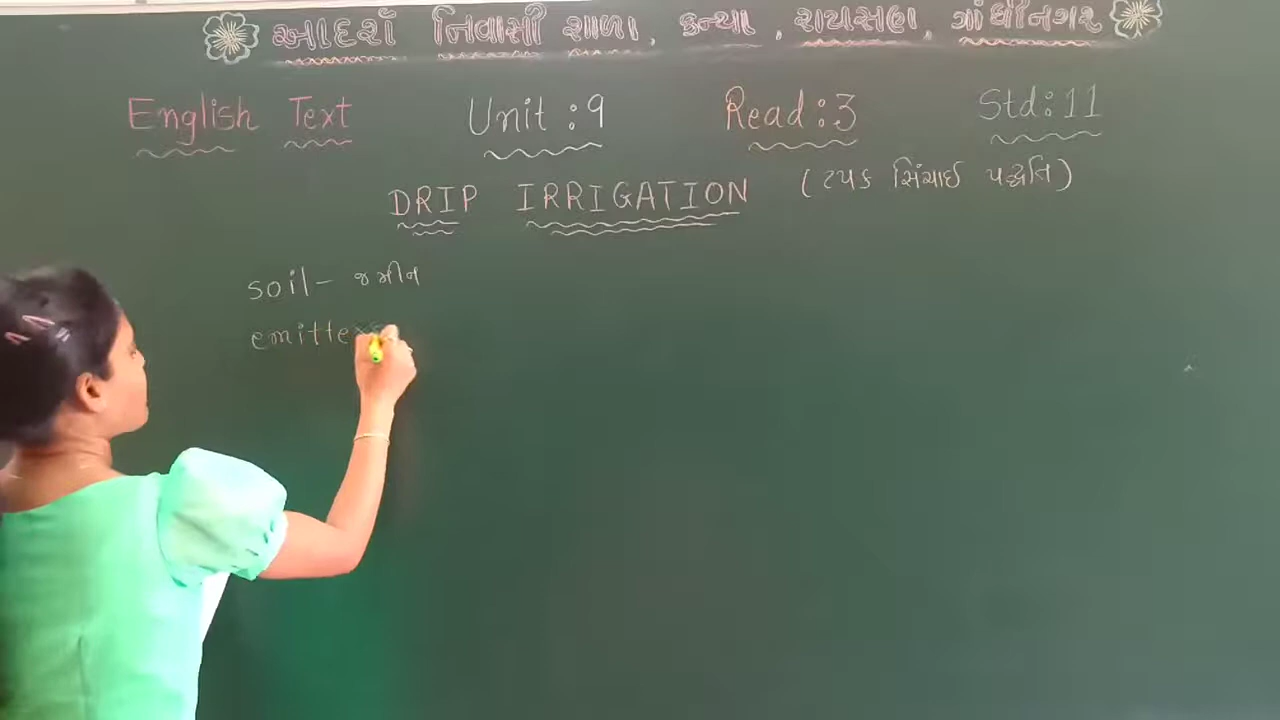 આદર્શ નિવાસી શાળા, કન્યા, રાયસણ, ગાંધીનગર
English Text Unit:9 Read:3 Std:11
DRIP IRRIGATION (ટપક સિંચાઈ પદ્ધતિ)
soil - જમીન
emitters